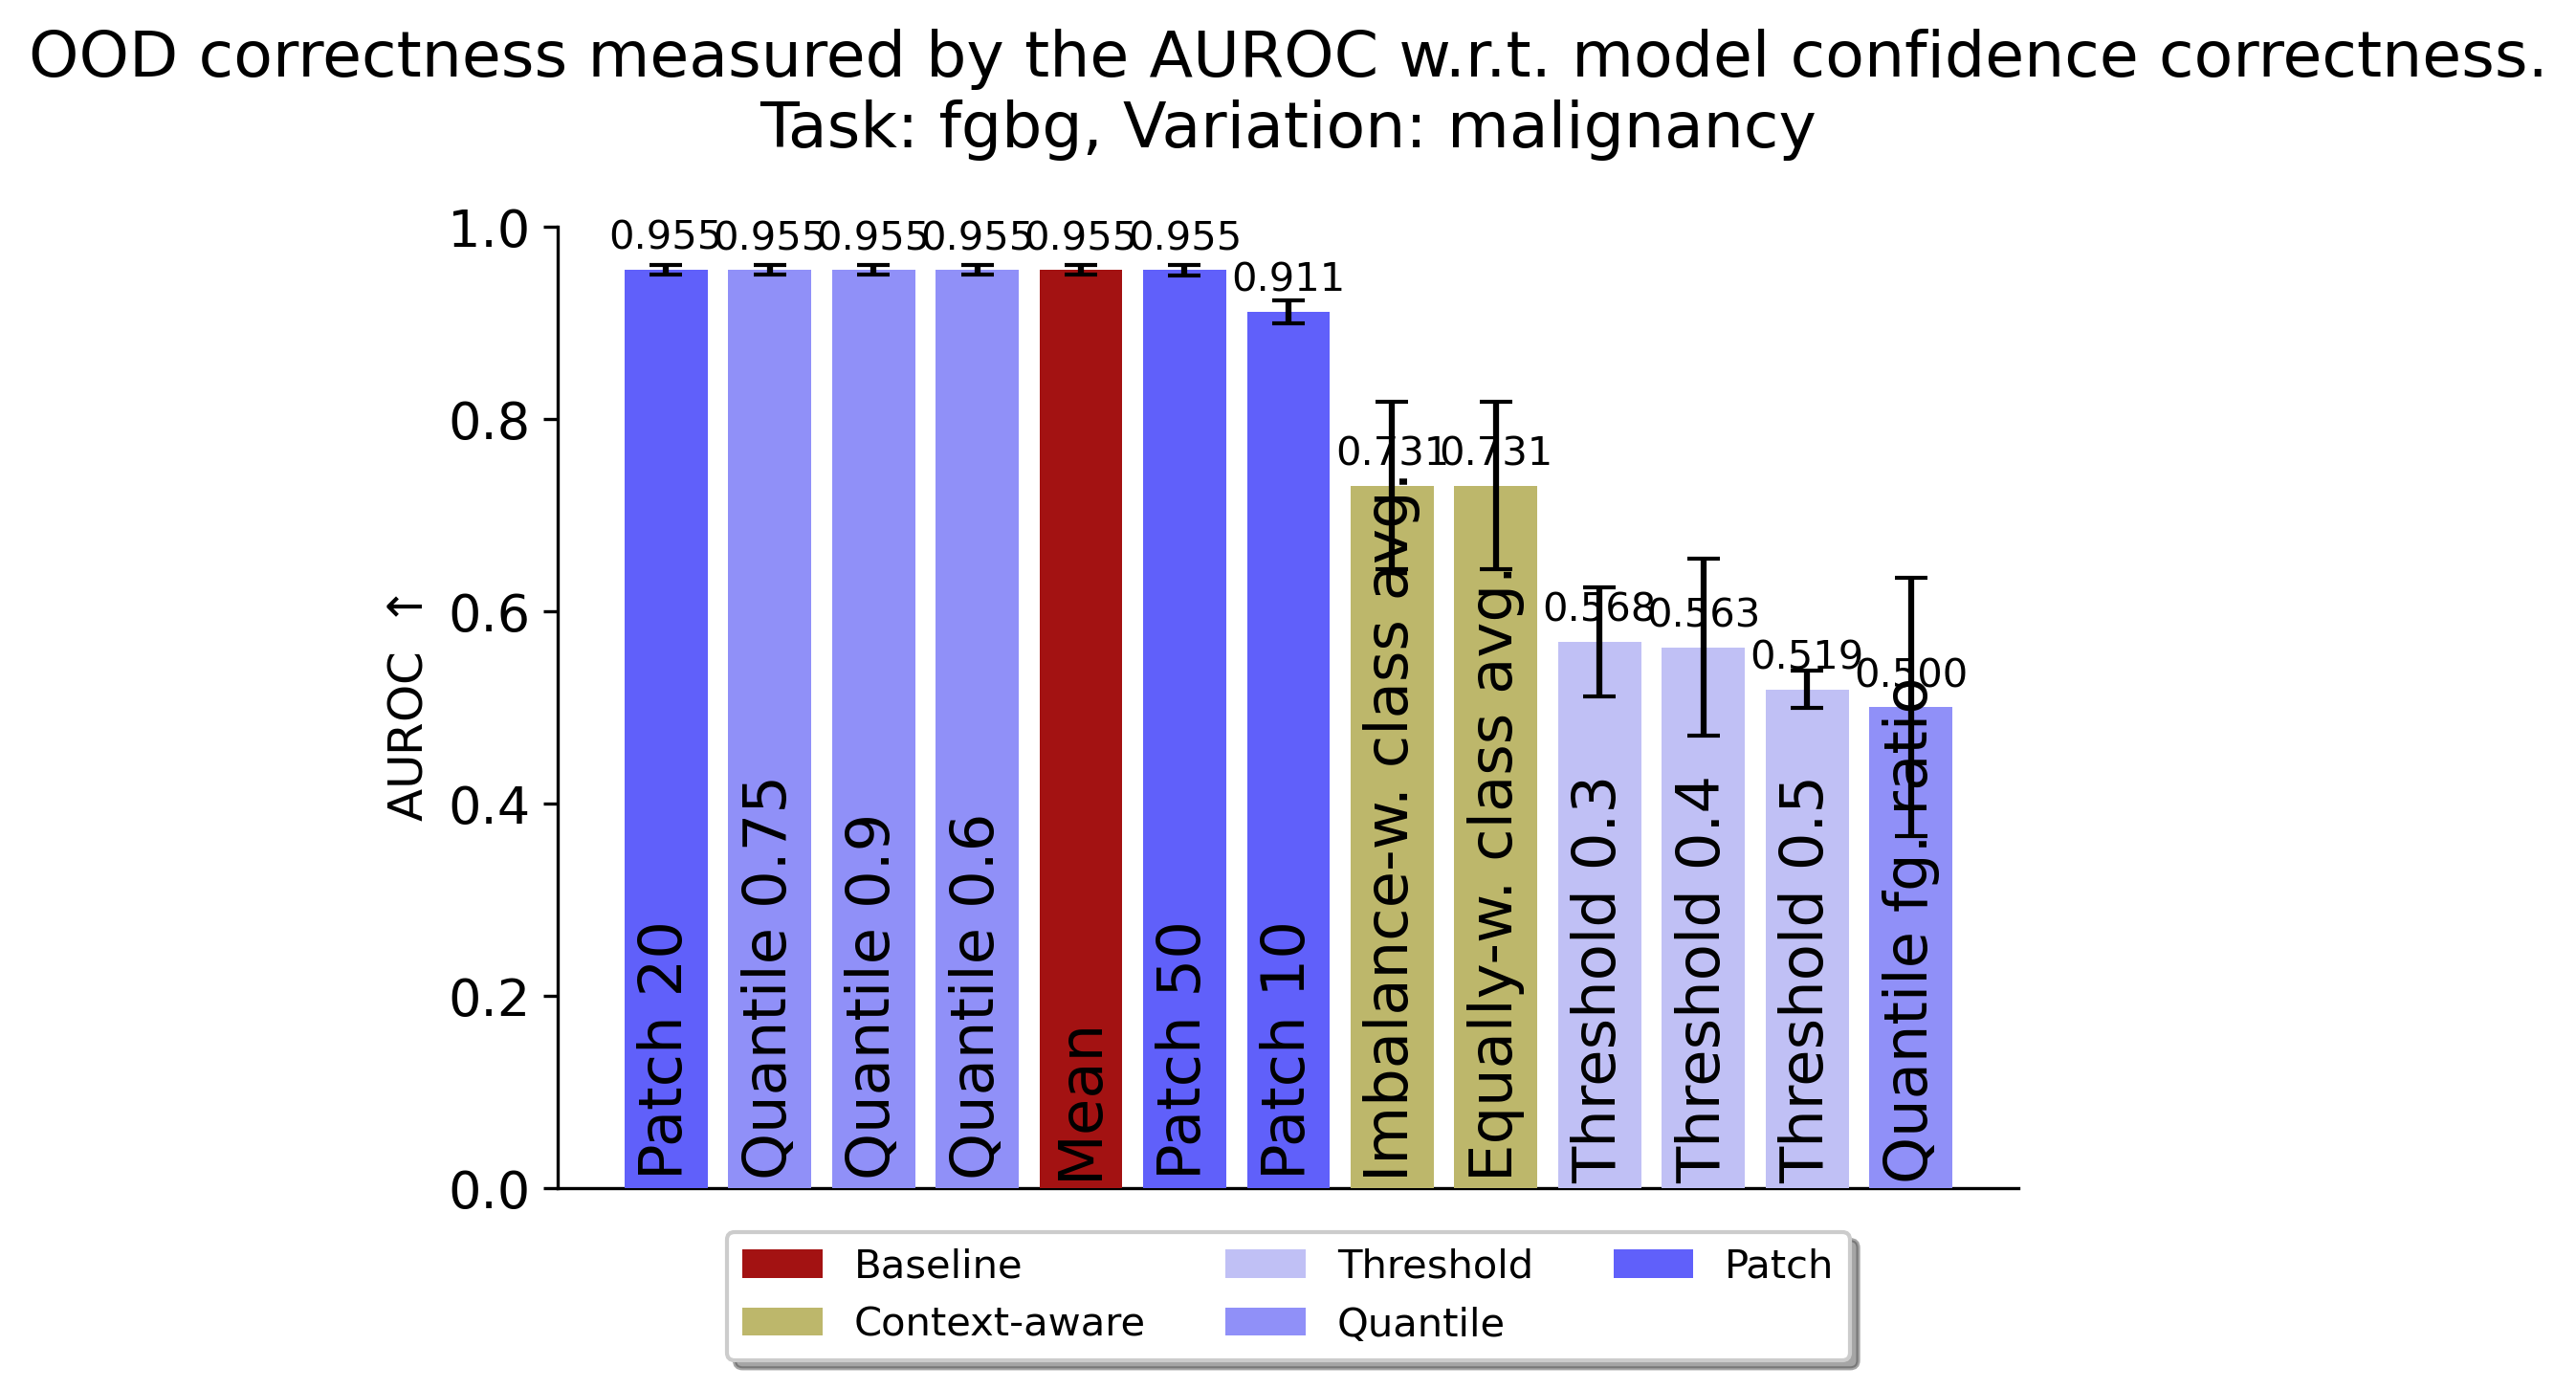 OOD correctness measured by the AUROC w.r.t. model confidence correctness.
Task: fgbg, Variation: malignancy
AUROC ↑
1.0
0.8
0.6
0.4
0.2
0.0
0.955
0.955
0.955
0.955
0.955
0.955
0.911
0.731
0.731
0.568
0.563
0.519
0.500
Patch 20
Quantile 0.75
Quantile 0.9
Quantile 0.6
Mean
Patch 50
Patch 10
Imbalance-w. class avg.
Equally-w. class avg.
Threshold 0.3
Threshold 0.4
Threshold 0.5
Quantile fg. ratio
Baseline
Context-aware
Threshold
Quantile
Patch